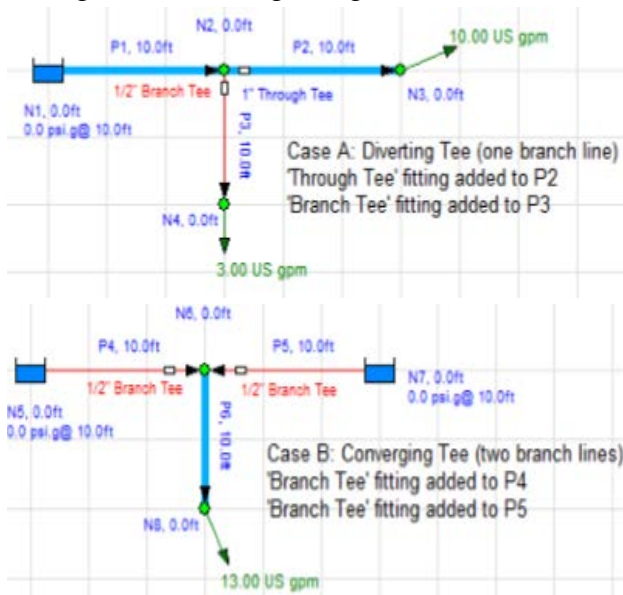 N2, 0.0ft
10.00 US gpm
P1, 10.0ft
P2, 10.0ft
1/2" Branch Tee
1" Through Tee
N1, 0.0ft
0.0 psi.g@ 10.0ft
N3, 0.0ft
P3, 10.0ft
Case A: Diverting Tee (one branch line)
'Through Tee' fitting added to P2
'Branch Tee' fitting added to P3
N4, 0.0ft
3.00 US gpm
N6, 0.0ft
P4, 10.0ft
P5, 10.0ft
1/2" Branch Tee
1/2" Branch Tee
N7, 0.0ft
0.0 psi.g@ 10.0ft
N5, 0.0ft
0.0 psi.g@ 10.0ft
P6, 10.0ft
Case B: Converging Tee (two branch lines)
'Branch Tee' fitting added to P4
'Branch Tee' fitting added to P5
N8, 0.0ft
13.00 US gpm